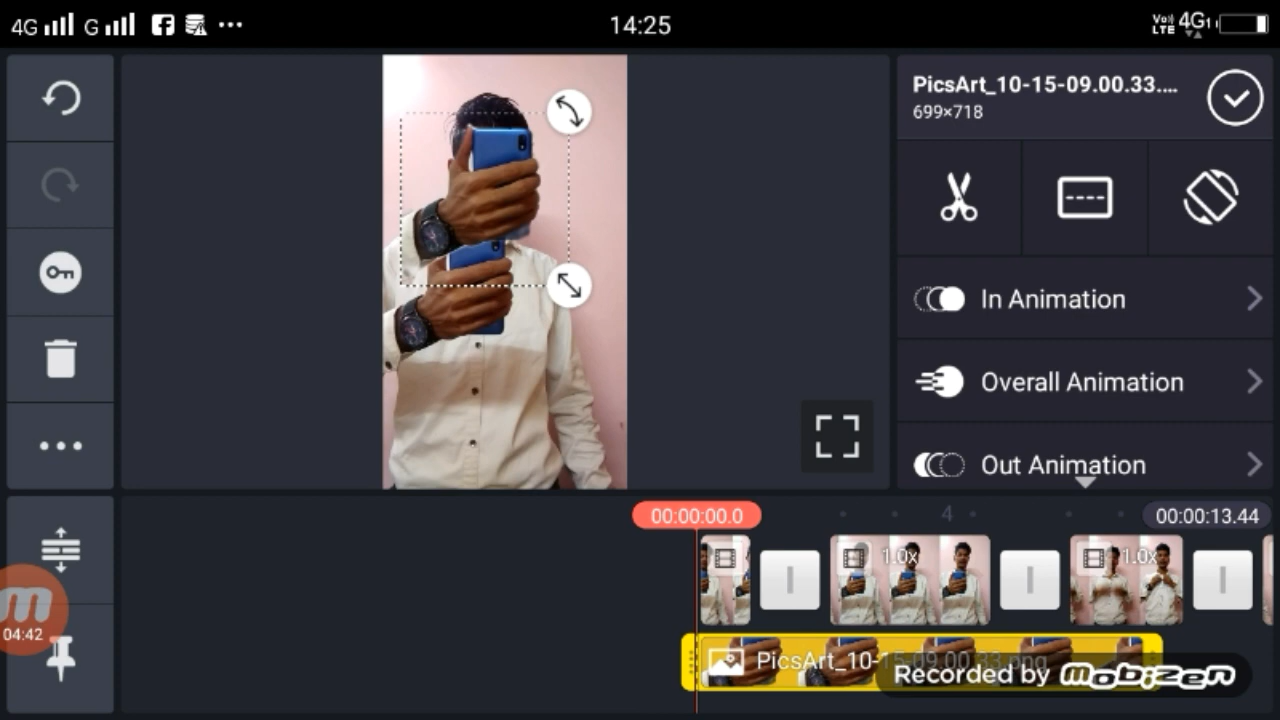 4G G 14:25 VoLTE 4G
PicsArt_10-15-09.00.33....
699×718
In Animation
Overall Animation
Out Animation
00:00:00.0 4 00:00:13.44
1.0x 1.0x
04:42
PicsArt_10-15-09.00.33.png
Recorded by mobizen